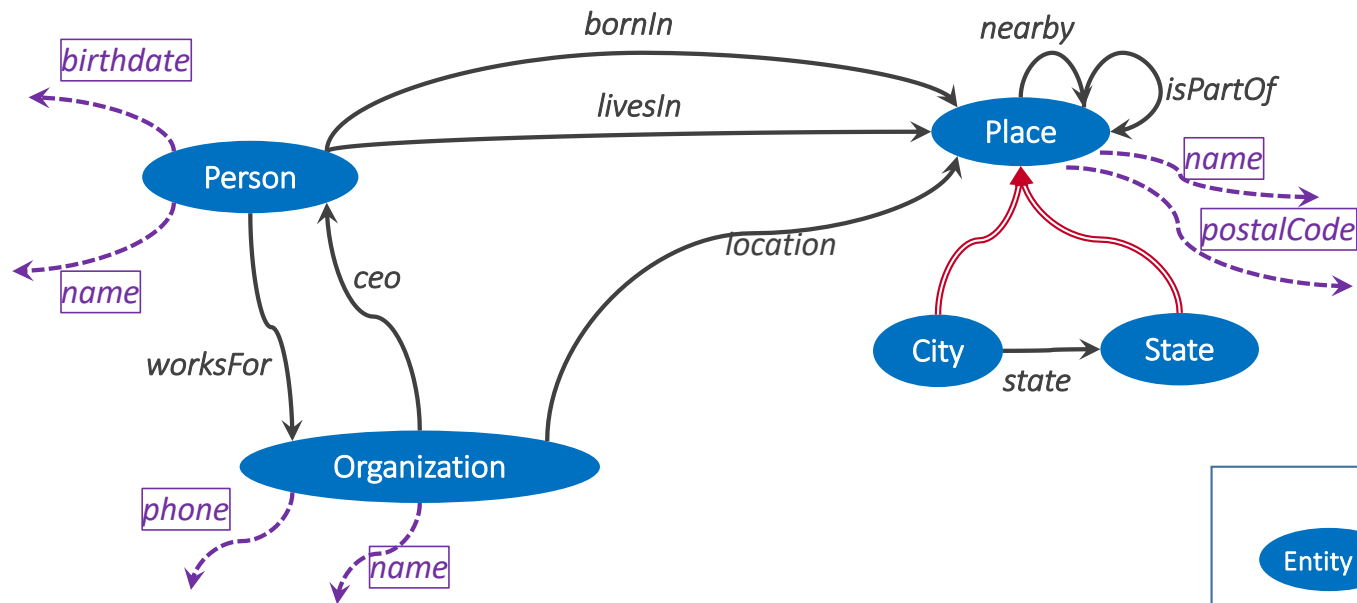 bornIn
nearby
birthdate
isPartOf
livesIn
Place
name
Person
postalCode
location
name
ceo
City
State
worksFor
state
Organization
phone
name
Entity